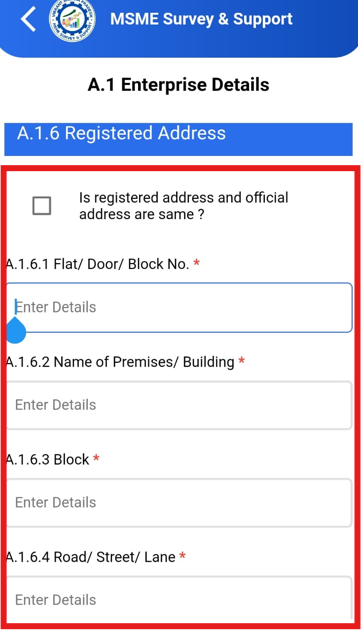 MSME Survey & Support
A.1 Enterprise Details
A.1.6 Registered Address
Is registered address and official
address are same ?
A.1.6.1 Flat/ Door/ Block No. *
Enter Details
A.1.6.2 Name of Premises/ Building *
Enter Details
A.1.6.3 Block *
Enter Details
A.1.6.4 Road/ Street/ Lane *
Enter Details